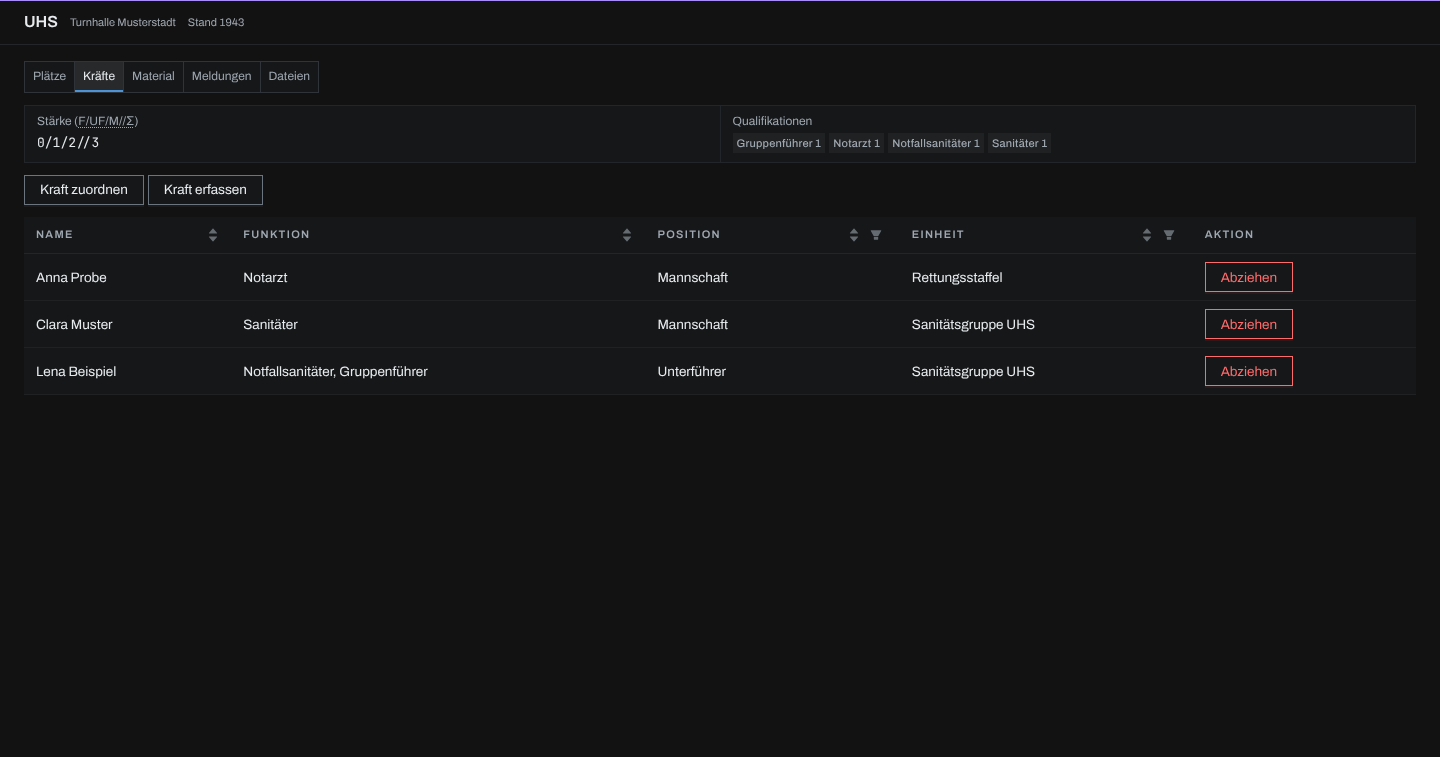 UHS Turnhalle Musterstadt Stand 1943
Plätze Kräfte Material Meldungen Dateien
Stärke (F/UF/M//Σ)
0/1/2//3
Qualifikationen
Gruppenführer 1 Notarzt 1 Notfallsanitäter 1 Sanitäter 1
Kraft zuordnen Kraft erfassen
NAME FUNKTION POSITION EINHEIT AKTION
Anna Probe Notarzt Mannschaft Rettungsstaffel Abziehen
Clara Muster Sanitäter Mannschaft Sanitätsgruppe UHS Abziehen
Lena Beispiel Notfallsanitäter, Gruppenführer Unterführer Sanitätsgruppe UHS Abziehen